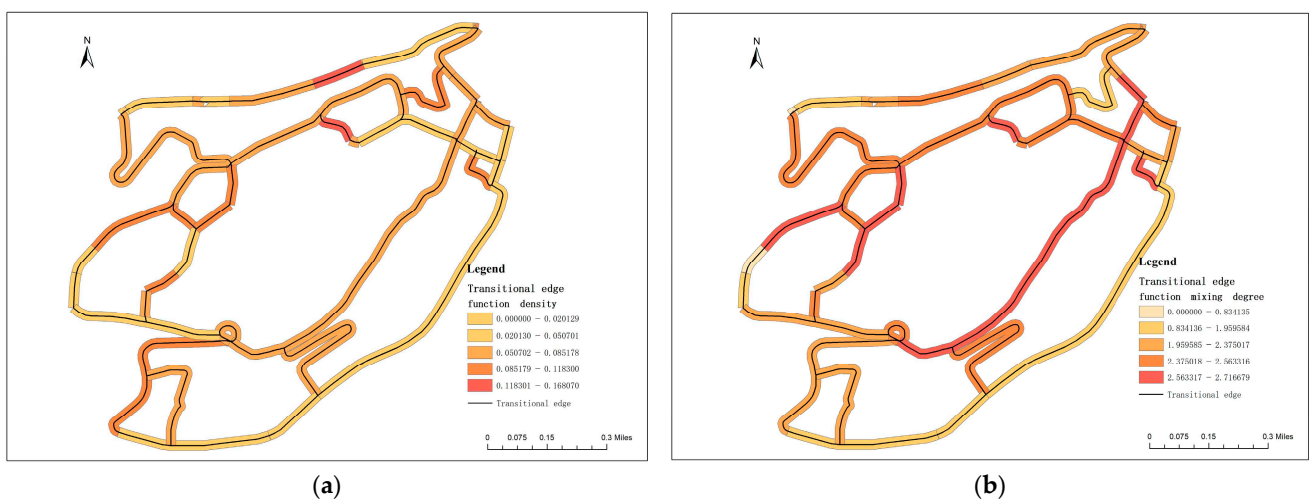 N
Legend
Transitional edge
function density
0.000000 - 0.020129
0.020130 - 0.050701
0.050702 - 0.085178
0.085179 - 0.118300
0.118301 - 0.168070
Transitional edge
0 0.075 0.15 0.3 Miles
(a)
N
Legend
Transitional edge
function mixing degree
0.000000 - 0.834135
0.834136 - 1.959584
1.959585 - 2.375017
2.375018 - 2.563316
2.563317 - 2.716679
Transitional edge
0 0.075 0.15 0.3 Miles
(b)